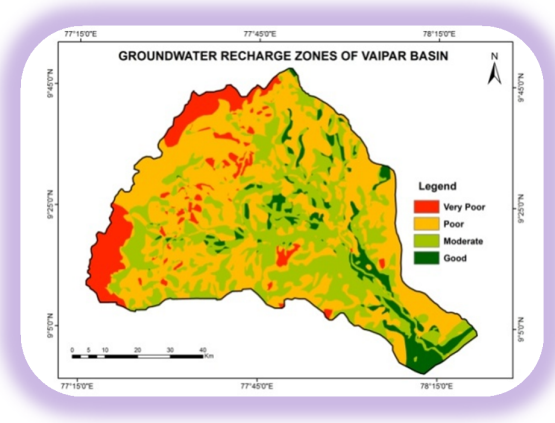 77°15'0"E 77°45'0"E 78°15'0"E
GROUNDWATER RECHARGE ZONES OF VAIPAR BASIN
N
9°45'0"N 9°45'0"N
9°25'0"N 9°25'0"N
Legend
Very Poor
Poor
Moderate
Good
9°5'0"N 9°5'0"N
0 5 10 20 30 40
Km
77°15'0"E 77°45'0"E 78°15'0"E